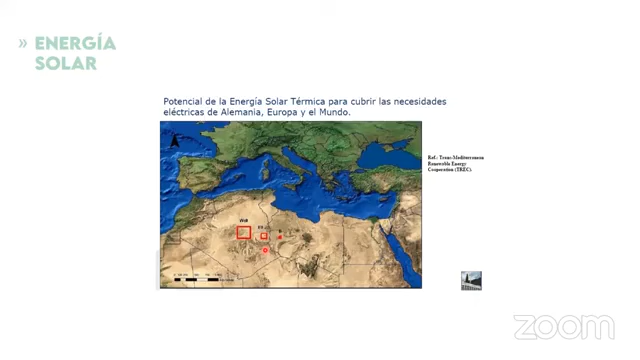 » ENERGÍA
SOLAR
Potencial de la Energía Solar Térmica para cubrir las necesidades
eléctricas de Alemania, Europa y el Mundo.
Ref.: Trans-Mediterranean
Renewable Energy
Cooperation (TREC).
zoom